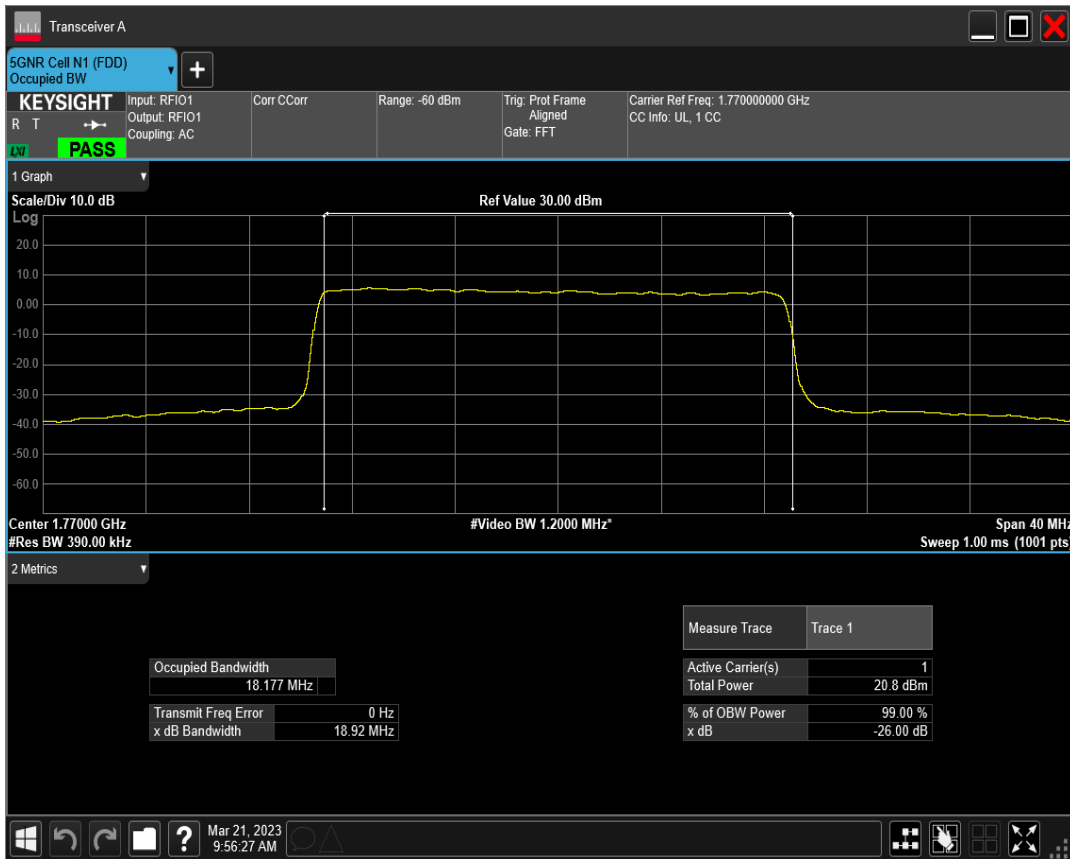 Transceiver A
5GNR Cell N1 (FDD)
Occupied BW
+
KEYSIGHT
R T
LXI
PASS
Input: RFIO1
Output: RFIO1
Coupling: AC
Corr CCorr
Range: -60 dBm
Trig: Prot Frame
Aligned
Gate: FFT
Carrier Ref Freq: 1.770000000 GHz
CC Info: UL, 1 CC
1 Graph
Scale/Div 10.0 dB
Ref Value 30.00 dBm
Log
20.0
10.0
0.00
-10.0
-20.0
-30.0
-40.0
-50.0
-60.0
Center 1.77000 GHz
#Video BW 1.2000 MHz*
Span 40 MHz
#Res BW 390.00 kHz
Sweep 1.00 ms (1001 pts)
2 Metrics
Measure Trace Trace 1
Occupied Bandwidth
18.177 MHz
Active Carrier(s) 1
Total Power 20.8 dBm
Transmit Freq Error 0 Hz
x dB Bandwidth 18.92 MHz
% of OBW Power 99.00 %
x dB -26.00 dB
?
Mar 21, 2023
9:56:27 AM